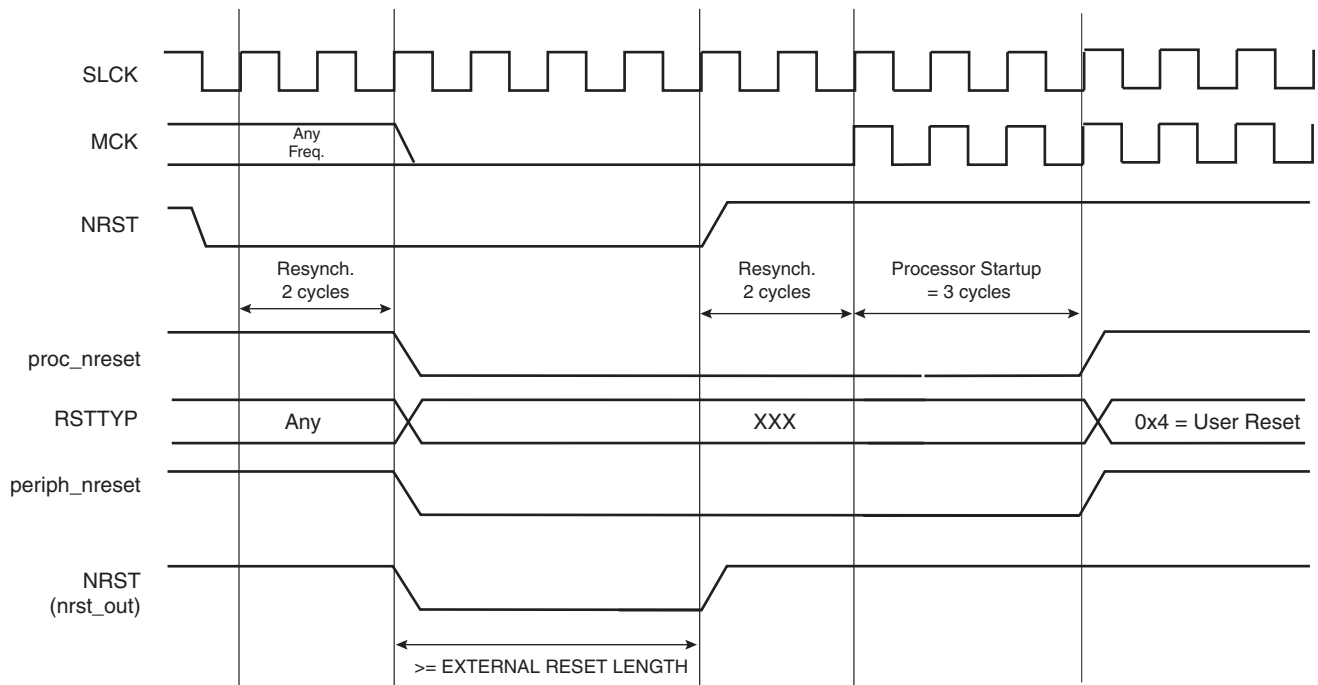 SLCK
MCK
Any
Freq.
NRST
Resynch.
2 cycles
Resynch.
2 cycles
Processor Startup
= 3 cycles
proc_nreset
RSTTYP
Any
XXX
0x4 = User Reset
periph_nreset
NRST
(nrst_out)
>= EXTERNAL RESET LENGTH